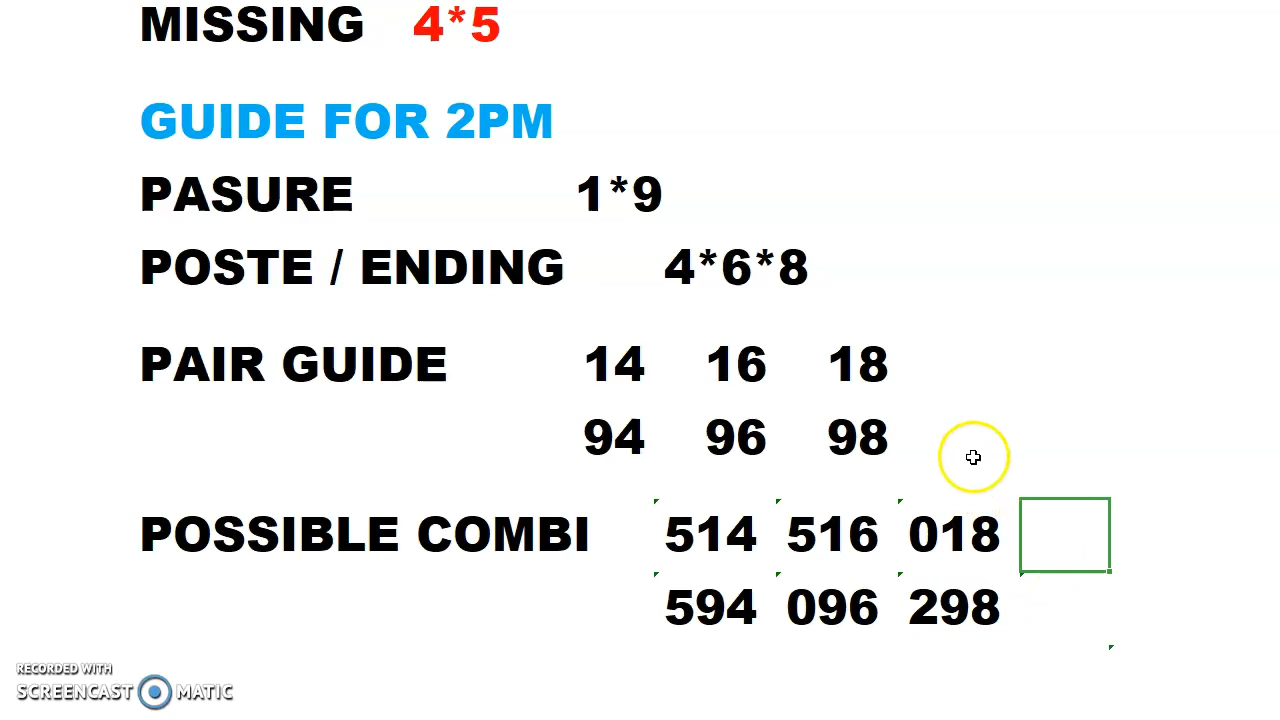 MISSING 4*5
GUIDE FOR 2PM
PASURE 1*9
POSTE / ENDING 4*6*8
PAIR GUIDE 14 16 18
94 96 98
POSSIBLE COMBI 514 516 018
594 096 298
RECORDED WITH
SCREENCAST MATIC